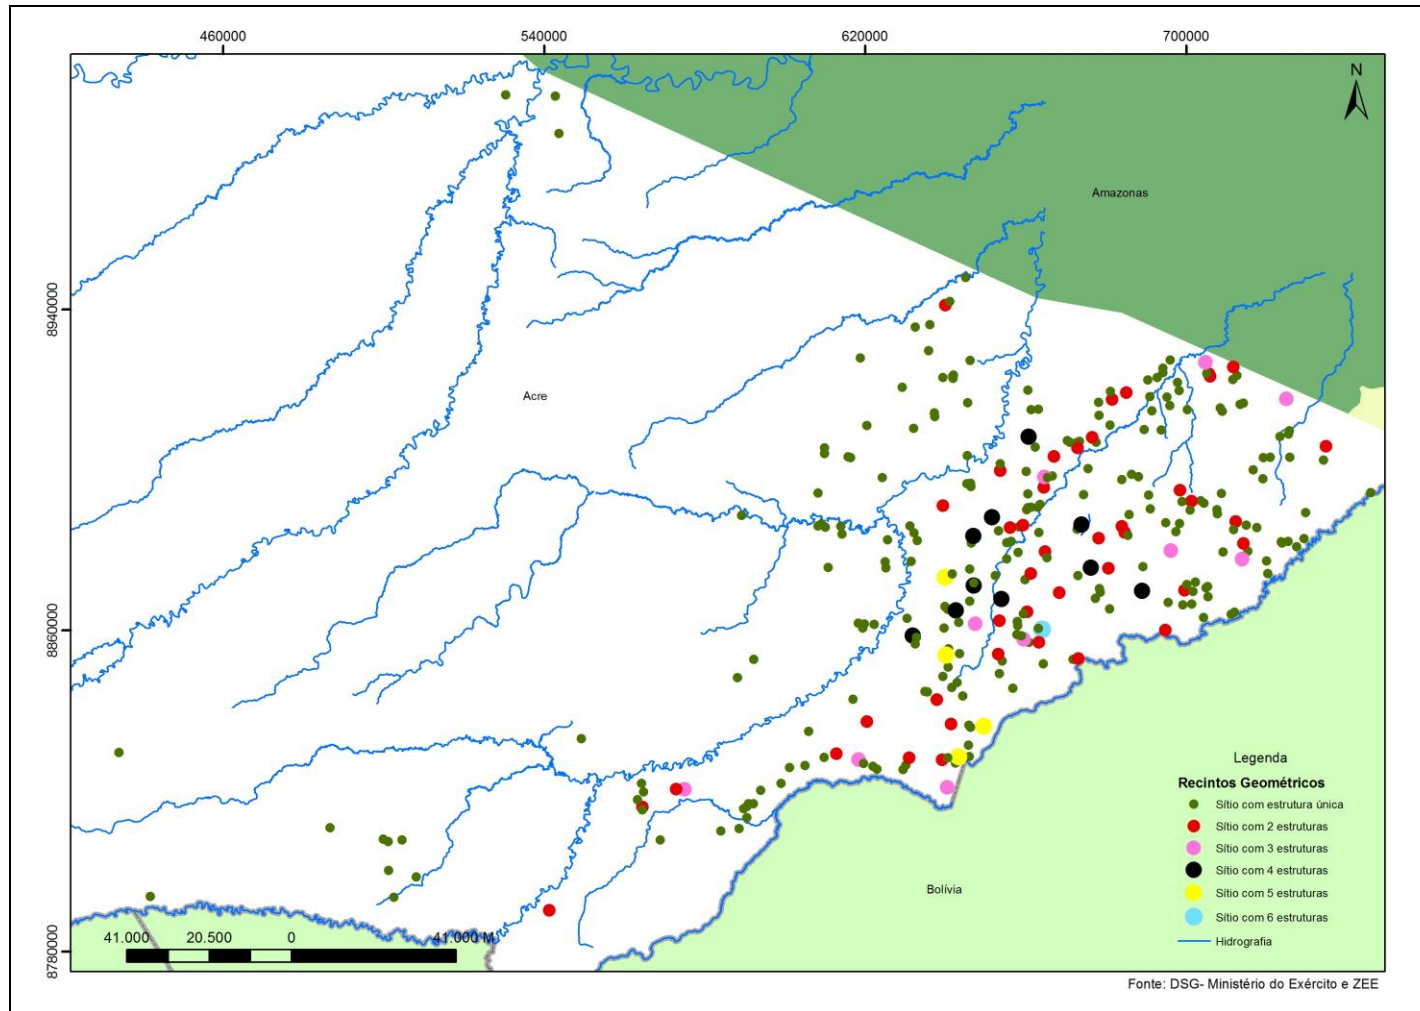 460000 540000 620000 700000
N
Amazonas
8940000
Acre
8860000
Legenda
Recintos Geométricos
Sítio com estrutura única
Sítio com 2 estruturas
Sítio com 3 estruturas
Sítio com 4 estruturas
Bolívia
Sítio com 5 estruturas
Sítio com 6 estruturas
Hidrografia
8780000
41.000 20.500 0 41.000 M
Fonte: DSG- Ministério do Exército e ZEE